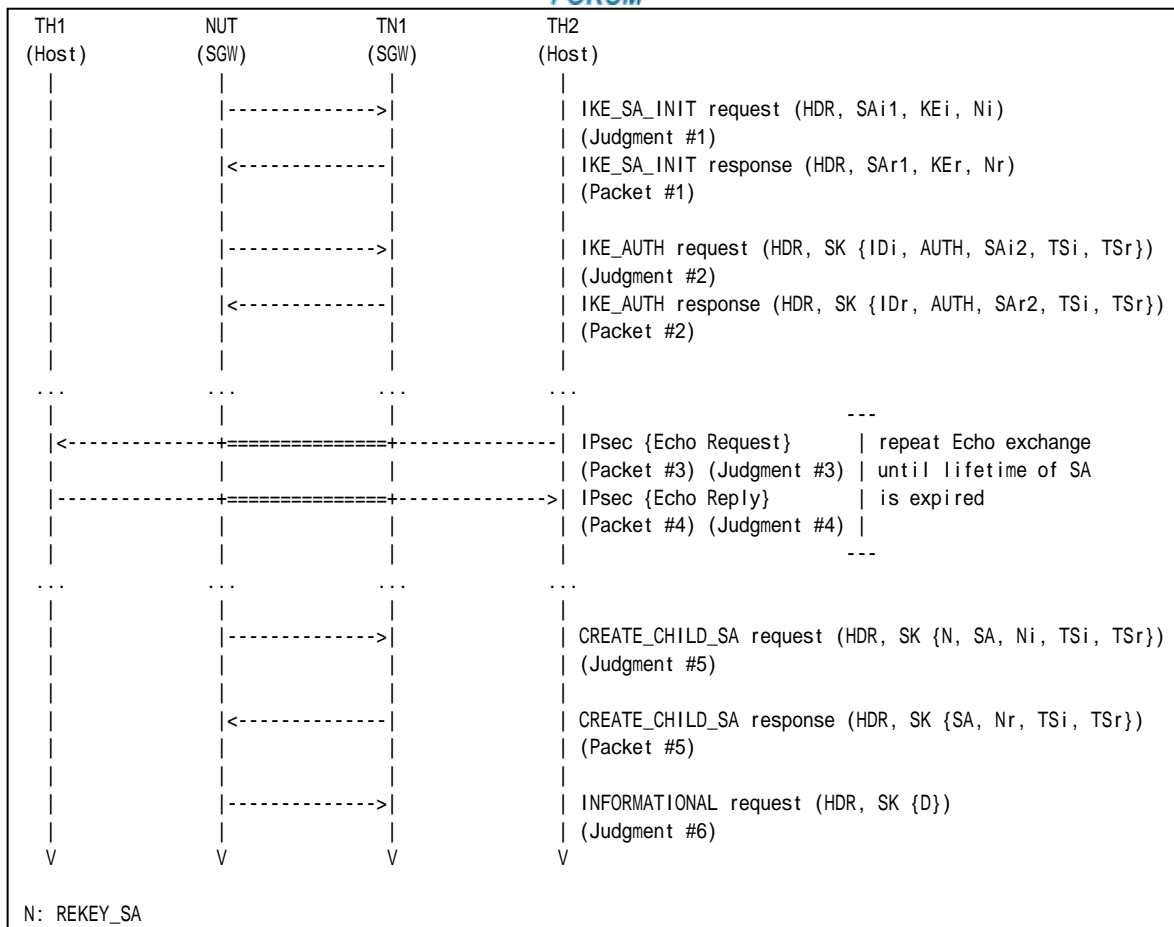 FORUM
TH1 NUT TN1 TH2
(Host) (SGW) (SGW) (Host)
| | | |
| |-------------->| | IKE_SA_INIT request (HDR, SAi1, KEi, Ni)
| | | | (Judgment #1)
| |<--------------| | IKE_SA_INIT response (HDR, SAr1, KEr, Nr)
| | | | (Packet #1)
| | | |
| |-------------->| | IKE_AUTH request (HDR, SK {IDi, AUTH, SAi2, TSi, TSr})
| | | | (Judgment #2)
| |<--------------| | IKE_AUTH response (HDR, SK {IDr, AUTH, SAr2, TSi, TSr})
| | | | (Packet #2)
| | | |
... ... ... ...
| | | | ---
|<--------------+===============+--------------| IPsec {Echo Request} | repeat Echo exchange
| | | | (Packet #3) (Judgment #3) | until lifetime of SA
|---------------+===============+------------->| IPsec {Echo Reply} | is expired
| | | | (Packet #4) (Judgment #4) |
| | | | ---
... ... ... ...
| | | |
| |-------------->| | CREATE_CHILD_SA request (HDR, SK {N, SA, Ni, TSi, TSr})
| | | | (Judgment #5)
| | | |
| |<--------------| | CREATE_CHILD_SA response (HDR, SK {SA, Nr, TSi, TSr})
| | | | (Packet #5)
| | | |
| |-------------->| | INFORMATIONAL request (HDR, SK {D})
| | | | (Judgment #6)
V V V V
N: REKEY_SA